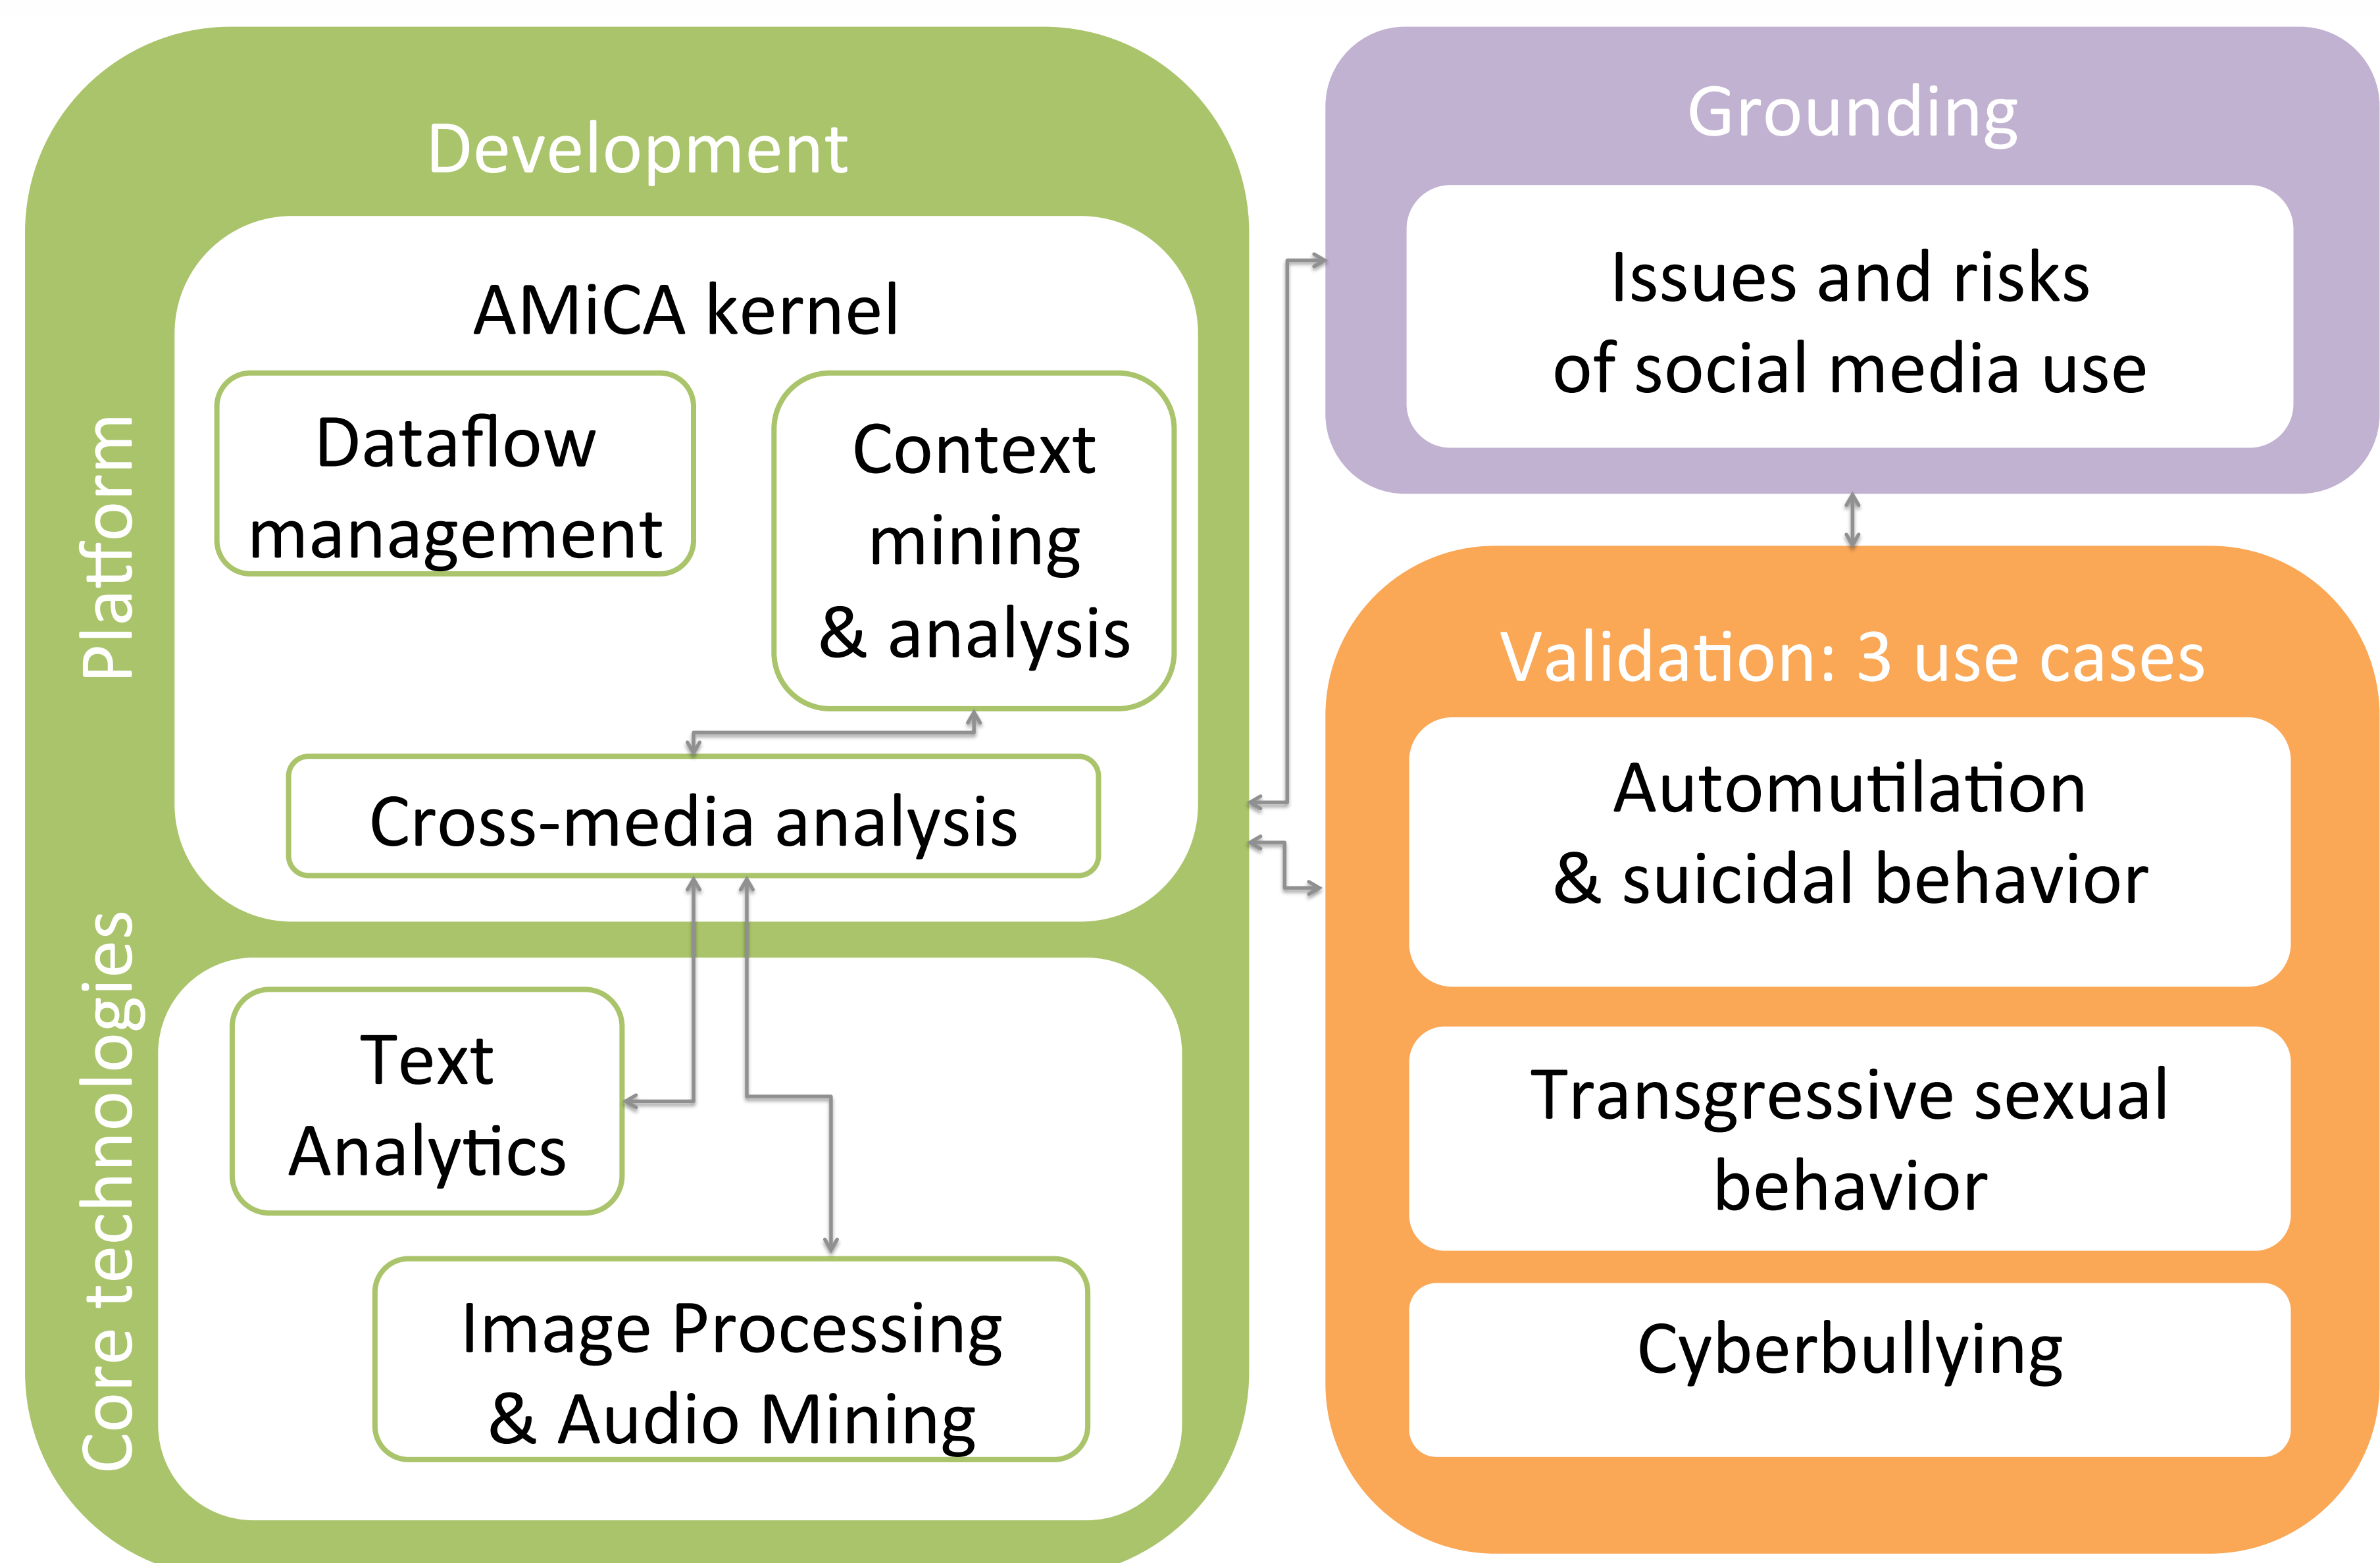 Development
Platform
AMiCA kernel
Dataflow
management
Context
mining
& analysis
Cross-media analysis
Core technologies
Text
Analytics
Image Processing
& Audio Mining
Grounding
Issues and risks
of social media use
Validation: 3 use cases
Automutilation
& suicidal behavior
Transgressive sexual
behavior
Cyberbullying